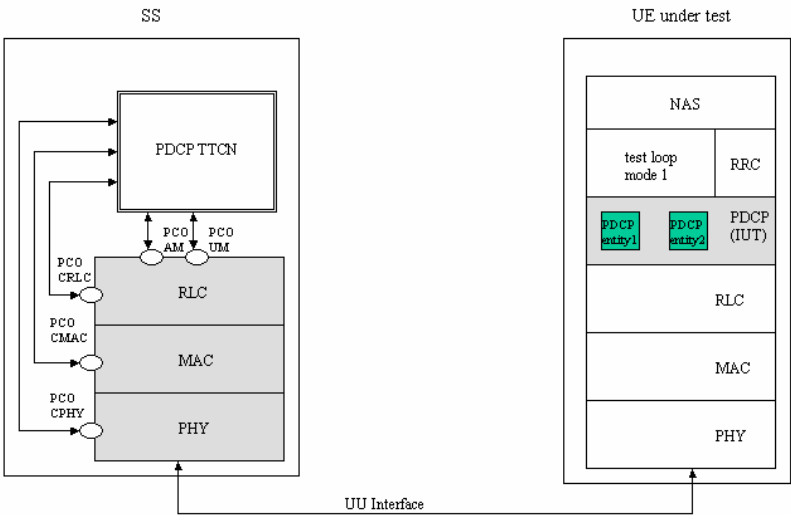 SS
UE under test
PDCP TTCN
PCO
AM
PCO
UM
PCO
CRLC
RLC
PCO
CMAC
MAC
PCO
CPHY
PHY
NAS
test loop
mode 1
RRC
PDCP
entity1
PDCP
entity2
PDCP
(IUT)
RLC
MAC
PHY
UU Interface